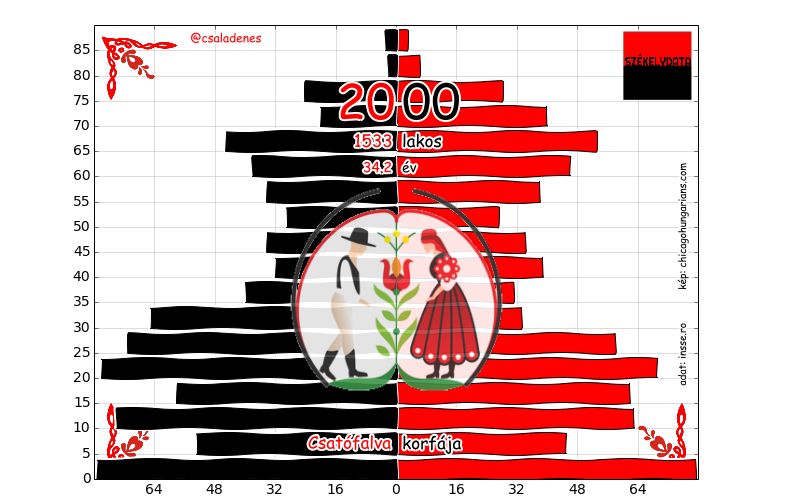 @csaladenes
SZÉKELYDATA
2000
1533 lakos
34,2 év
kép: chicagohungarians.com
adat: insse.ro
Csatófalva korfája
85
80
75
70
65
60
55
50
45
40
35
30
25
20
15
10
5
0
64 48 32 16 0 16 32 48 64